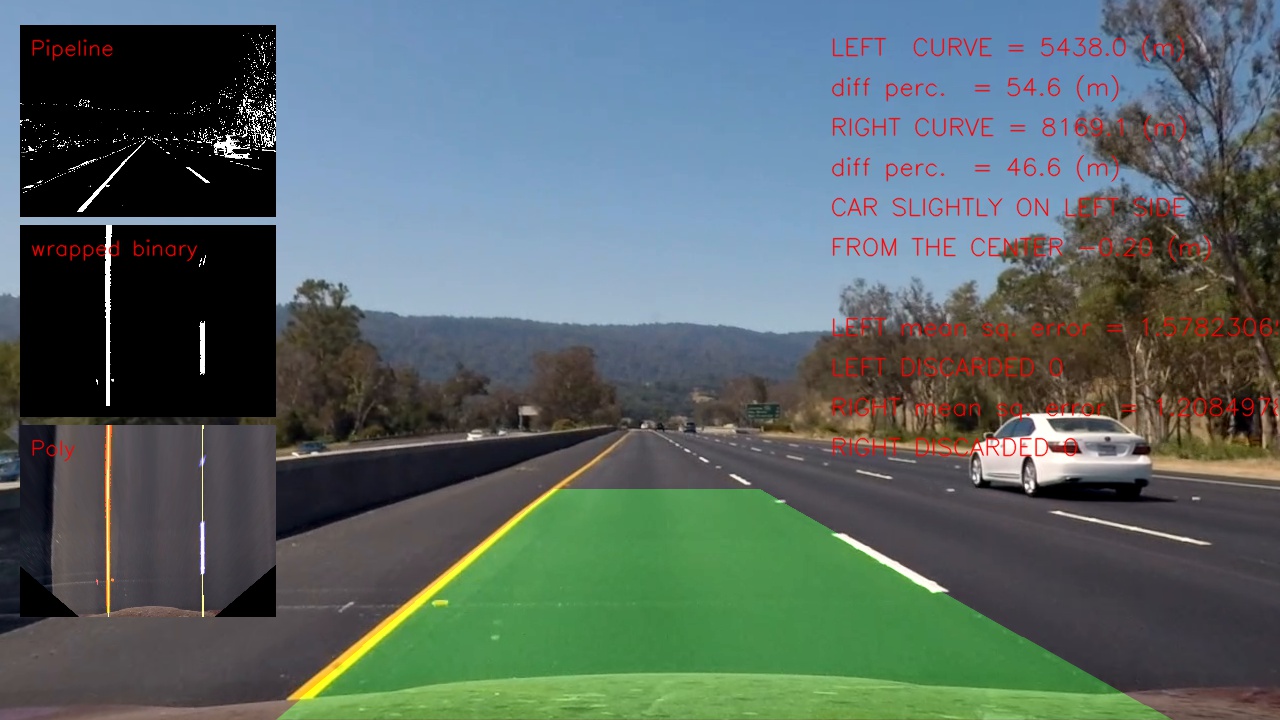 Pipeline
wrapped binary
Poly
LEFT CURVE = 5438.0 (m)
diff perc. = 54.6 (m)
RIGHT CURVE = 8169.1 (m)
diff perc. = 46.6 (m)
CAR SLIGHTLY ON LEFT SIDE
FROM THE CENTER -0.20 (m)
LEFT mean sq. error = 1.5782306
LEFT DISCARDED 0
RIGHT mean sq. error = 1.208497
RIGHT DISCARDED 0